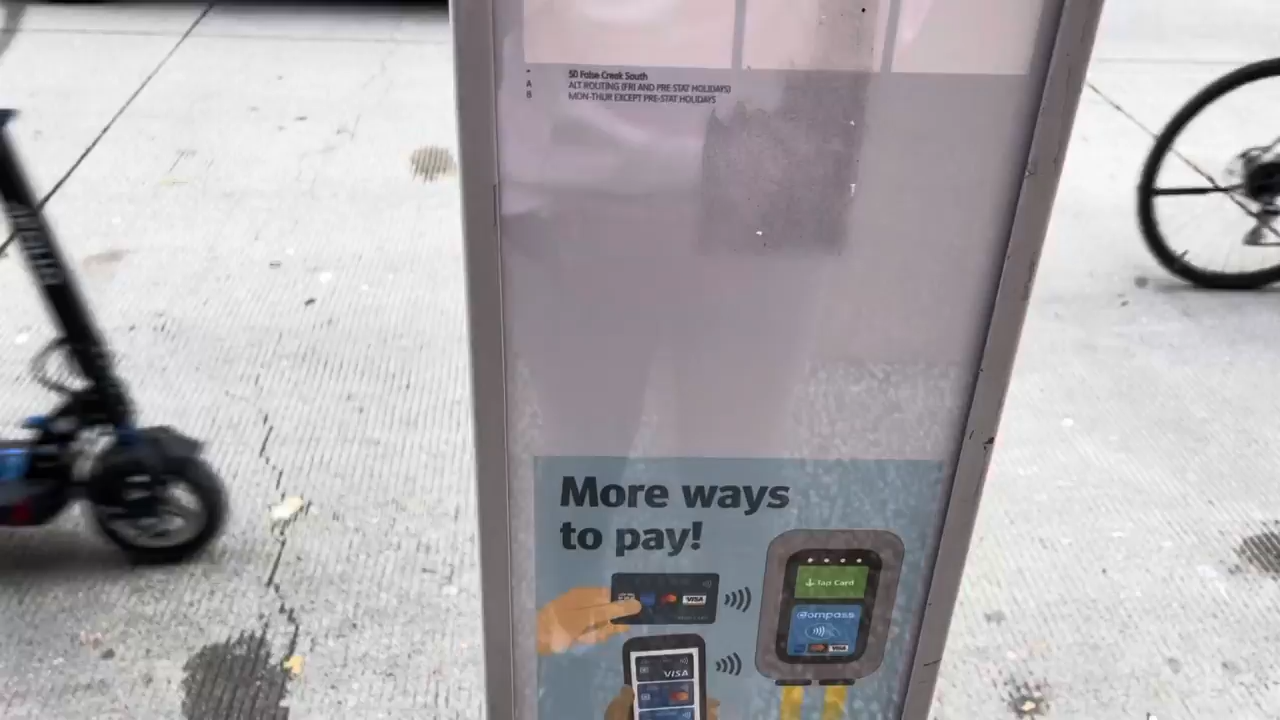 50 False Creek South
A ALT ROUTING (FRI AND PRE-STAT HOLIDAYS)
B MON-THUR EXCEPT PRE-STAT HOLIDAYS
More ways
to pay!
Tap Card
Compass
VISA
VISA
VISA